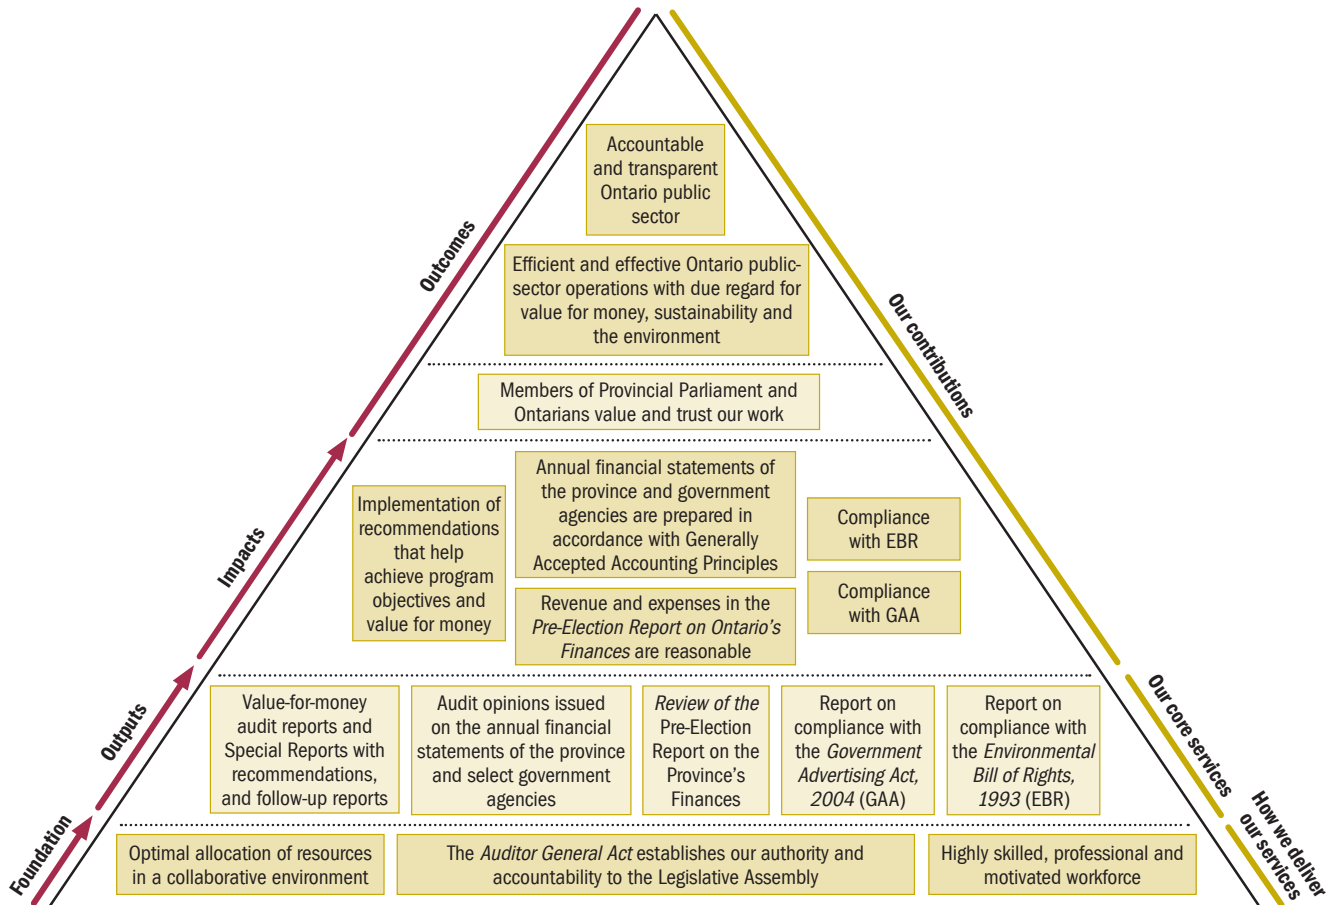 Accountable
and transparent
Ontario public
sector
Efficient and effective Ontario public-
sector operations with due regard for
value for money, sustainability and
the environment
Outcomes
Our contributions
Members of Provincial Parliament and
Ontarians value and trust our work
Implementation of
recommendations
that help
achieve program
objectives and
value for money
Annual financial statements of
the province and government
agencies are prepared in
accordance with Generally
Accepted Accounting Principles
Revenue and expenses in the
Pre-Election Report on Ontario’s
Finances are reasonable
Compliance
with EBR
Compliance
with GAA
Impacts
Value-for-money
audit reports and
Special Reports with
recommendations,
and follow-up reports
Audit opinions issued
on the annual financial
statements of the province
and select government
agencies
Review of the
Pre-Election
Report on the
Province’s
Finances
Report on
compliance with
the Government
Advertising Act,
2004 (GAA)
Report on
compliance with
the Environmental
Bill of Rights,
1993 (EBR)
Outputs
Our core services
Optimal allocation of resources
in a collaborative environment
The Auditor General Act establishes our authority and
accountability to the Legislative Assembly
Highly skilled, professional and
motivated workforce
Foundation
How we deliver
our services